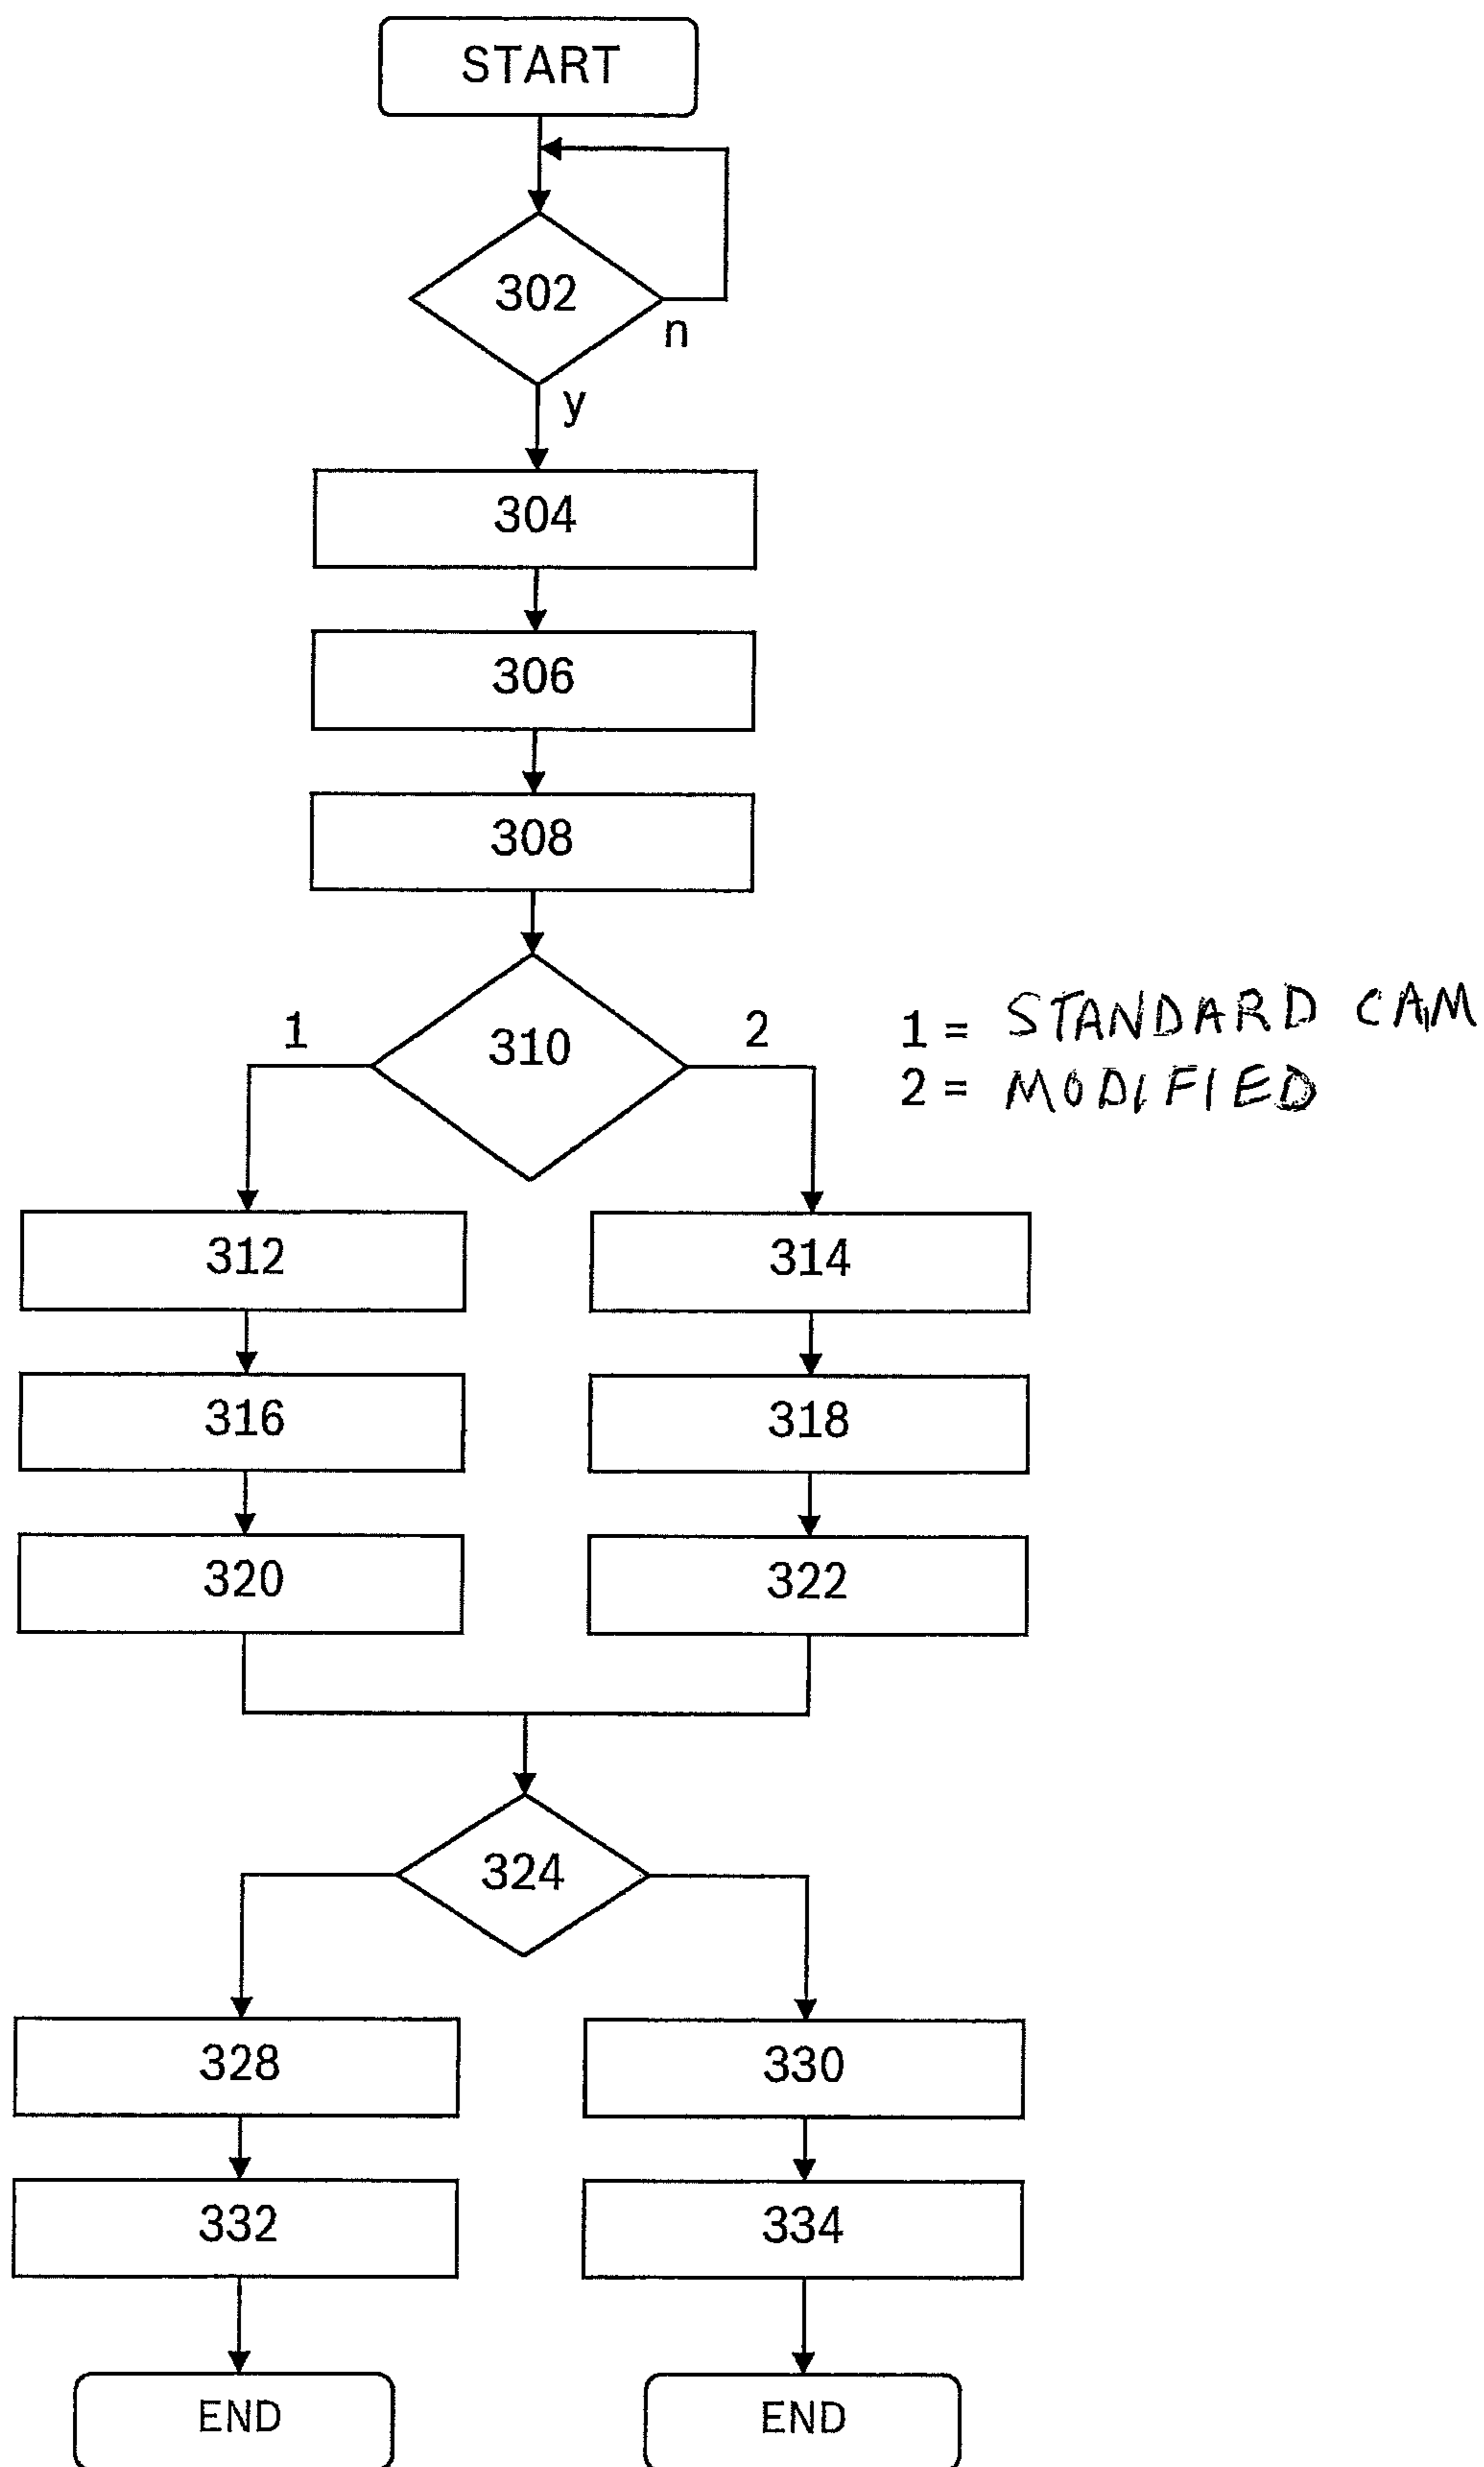 START
302
n
y
304
306
308
1 310 2
1 = STANDARD CAM
2 = MODIFIED
312 314
316 318
320 322
324
328 330
332 334
END END